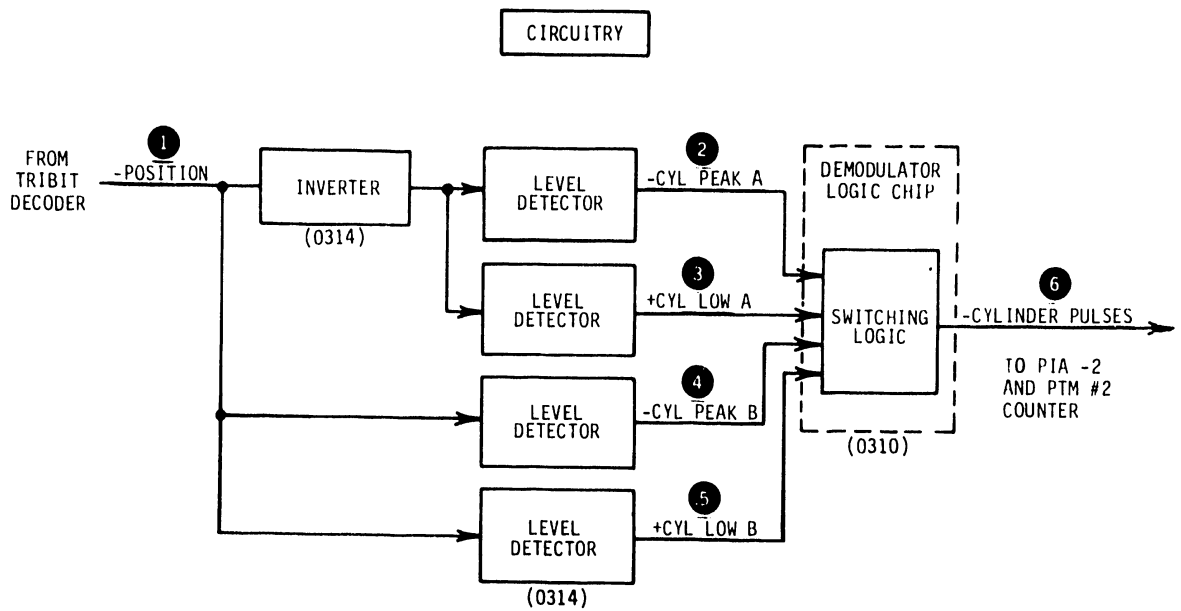 CIRCUITRY
FROM
TRIBIT
DECODER
1
-POSITION
INVERTER
(0314)
LEVEL
DETECTOR
2
-CYL PEAK A
LEVEL
DETECTOR
3
+CYL LOW A
LEVEL
DETECTOR
4
-CYL PEAK B
LEVEL
DETECTOR
(0314)
5
+CYL LOW B
DEMODULATOR
LOGIC CHIP
SWITCHING
LOGIC
(0310)
6
-CYLINDER PULSES
TO PIA -2
AND PTM #2
COUNTER